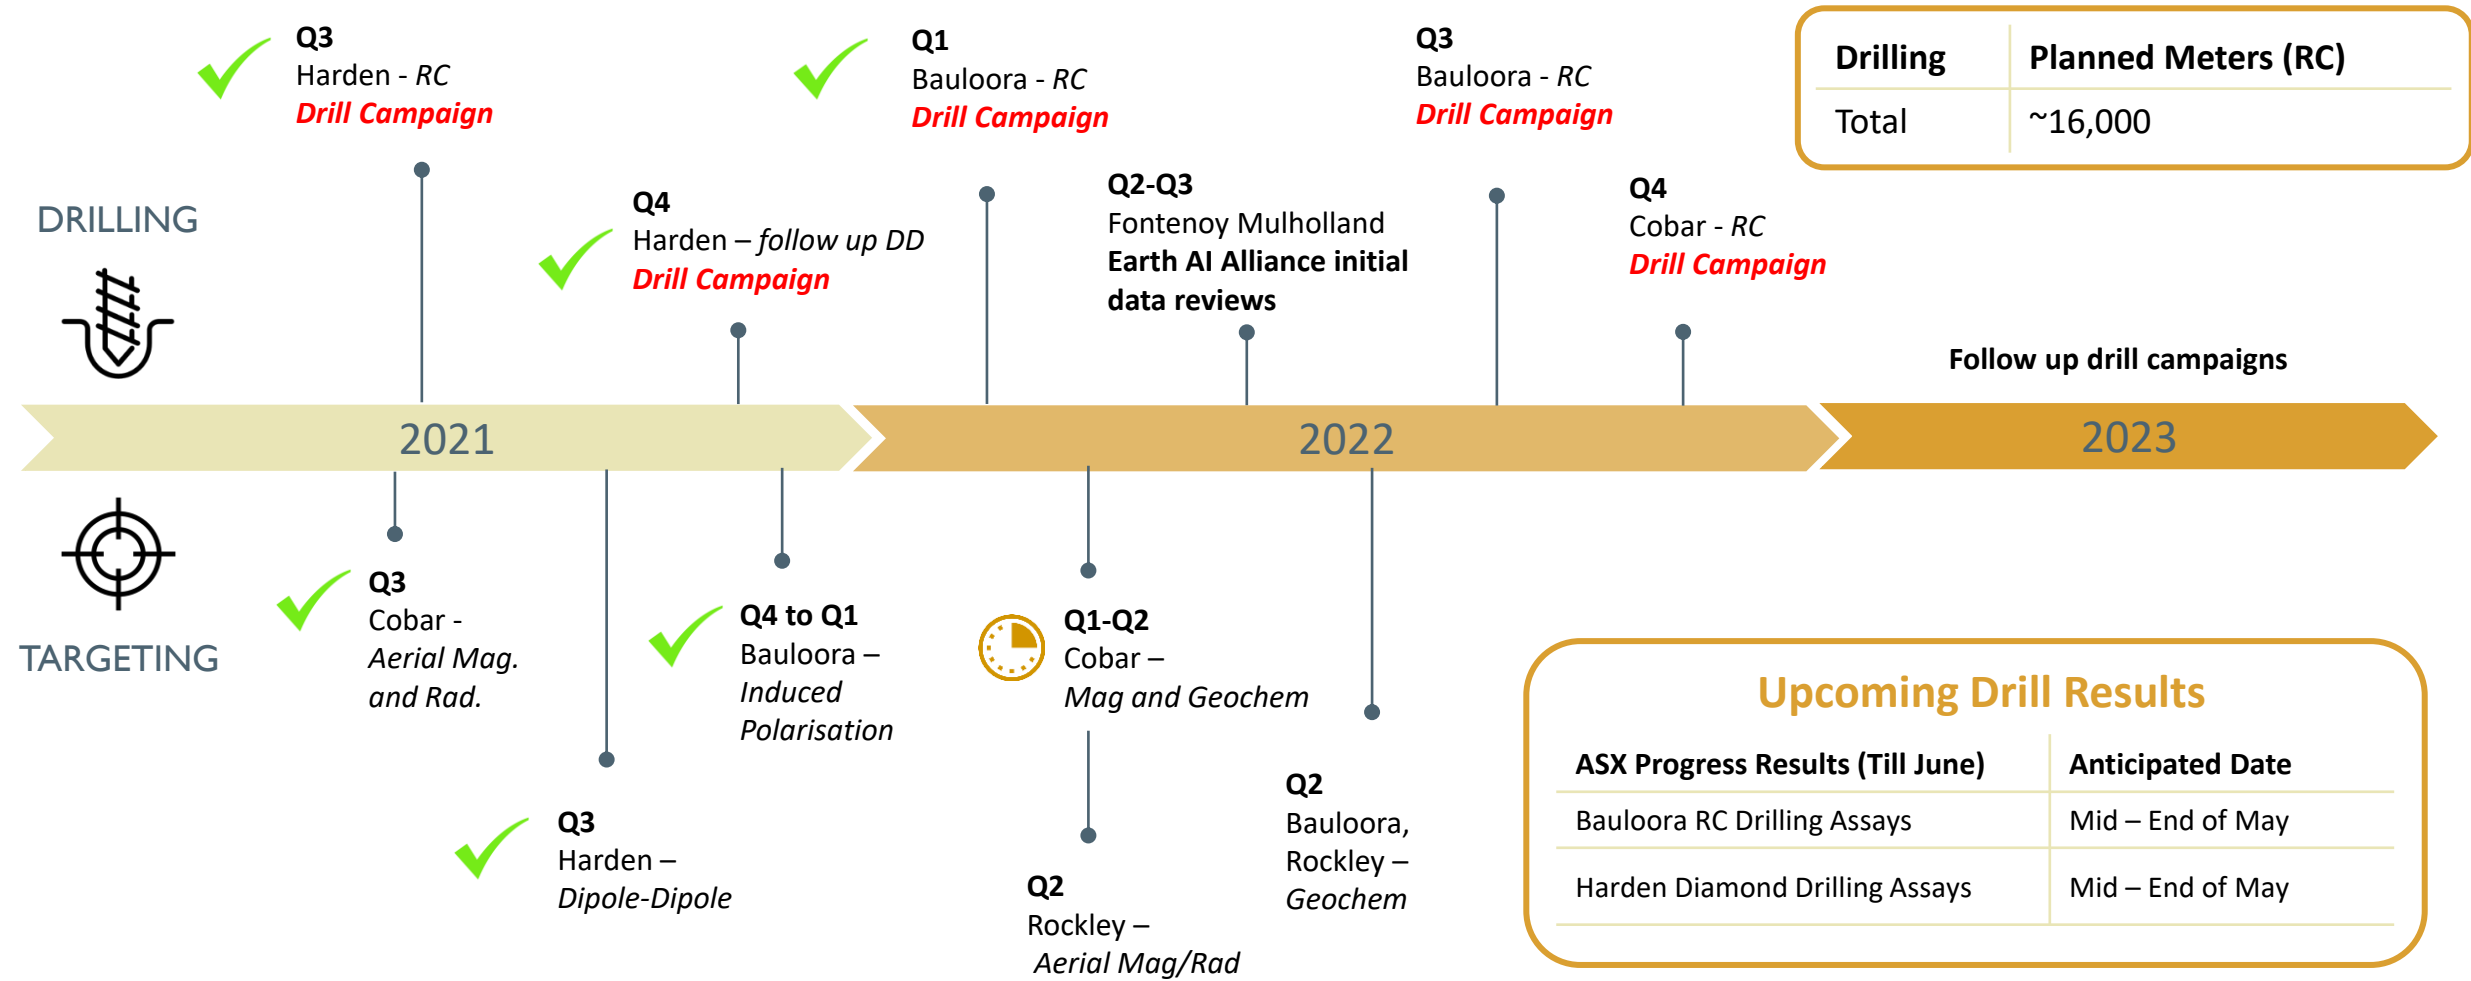 Q3
Harden - RC
Drill Campaign
Q4
Harden – follow up DD
Drill Campaign
Q1
Bauloora - RC
Drill Campaign
Q2-Q3
Fontenoy Mulholland
Earth AI Alliance initial
data reviews
Q3
Bauloora - RC
Drill Campaign
Q4
Cobar - RC
Drill Campaign
Drilling Planned Meters (RC)
Total ~16,000
DRILLING
Follow up drill campaigns
2021 2022 2023
TARGETING
Q3
Cobar -
Aerial Mag.
and Rad.
Q3
Harden –
Dipole-Dipole
Q4 to Q1
Bauloora –
Induced
Polarisation
Q1-Q2
Cobar –
Mag and Geochem
Q2
Rockley –
Aerial Mag/Rad
Q2
Bauloora,
Rockley –
Geochem
Upcoming Drill Results
ASX Progress Results (Till June) Anticipated Date
Bauloora RC Drilling Assays Mid – End of May
Harden Diamond Drilling Assays Mid – End of May